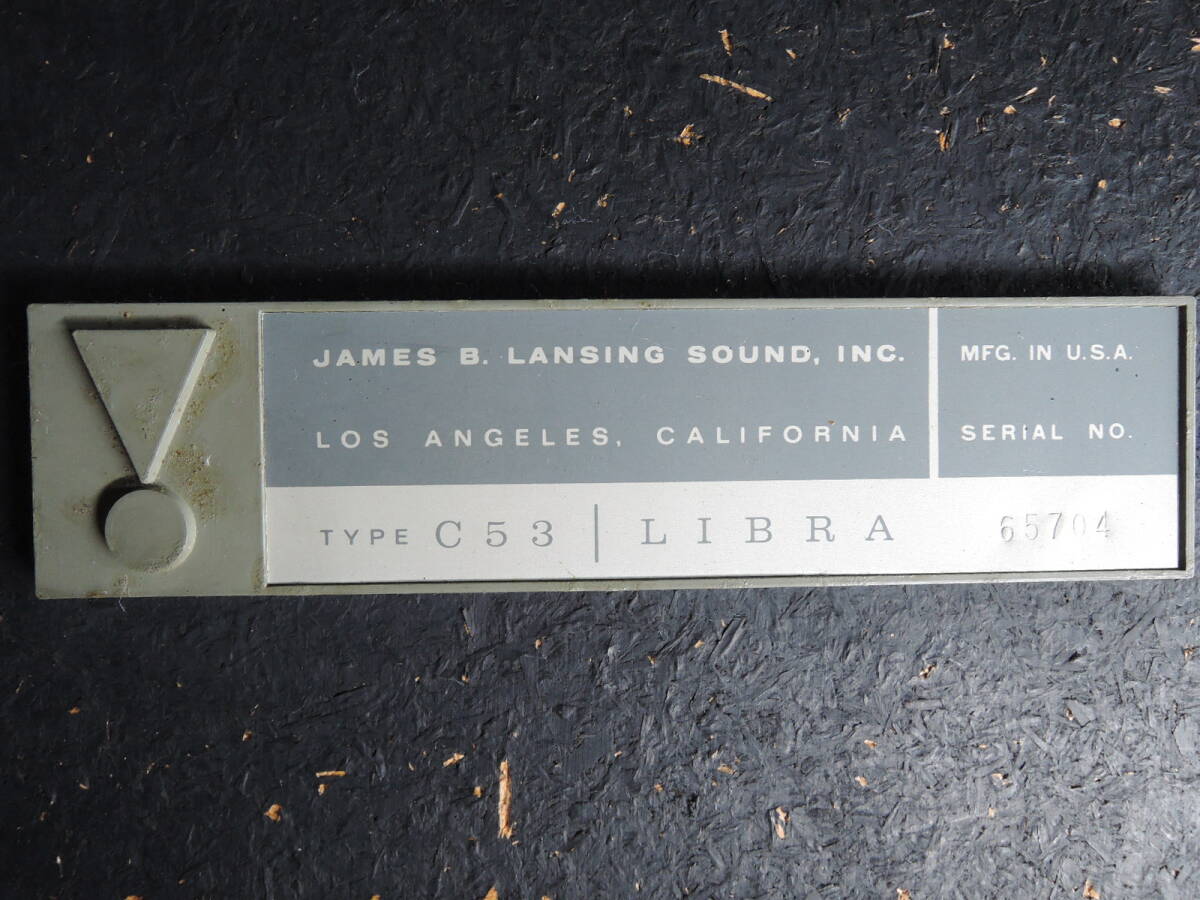 JAMES B. LANSING SOUND, INC.
LOS ANGELES, CALIFORNIA
MFG. IN U.S.A.
SERIAL NO.
TYPE C53 | LIBRA
65704